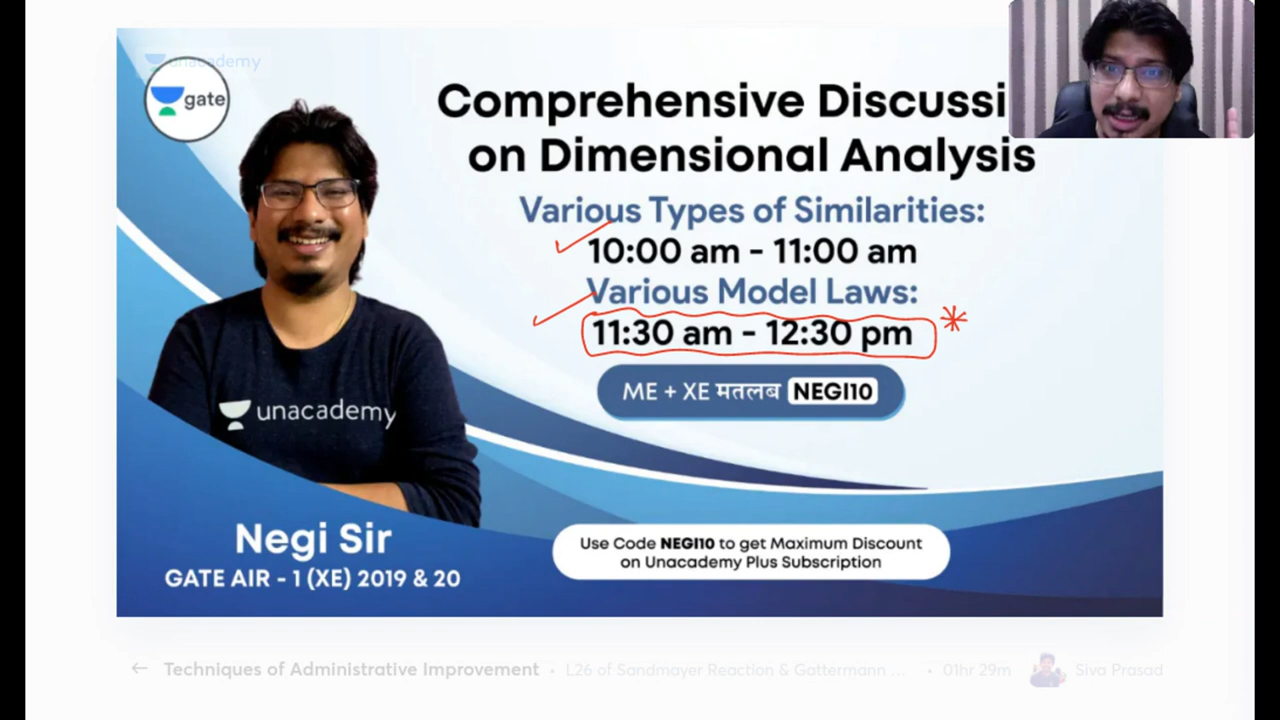 unacademy
gate
Comprehensive Discussi
on Dimensional Analysis
Various Types of Similarities:
10:00 am - 11:00 am
Various Model Laws:
11:30 am - 12:30 pm
ME + XE मतलब NEGI10
unacademy
Negi Sir
GATE AIR - 1 (XE) 2019 & 20
Use Code NEGI10 to get Maximum Discount
on Unacademy Plus Subscription
Techniques of Administrative Improvement • L26 of Sandmayer Reaction & Gattermann ... • 01hr 29m Siva Prasad